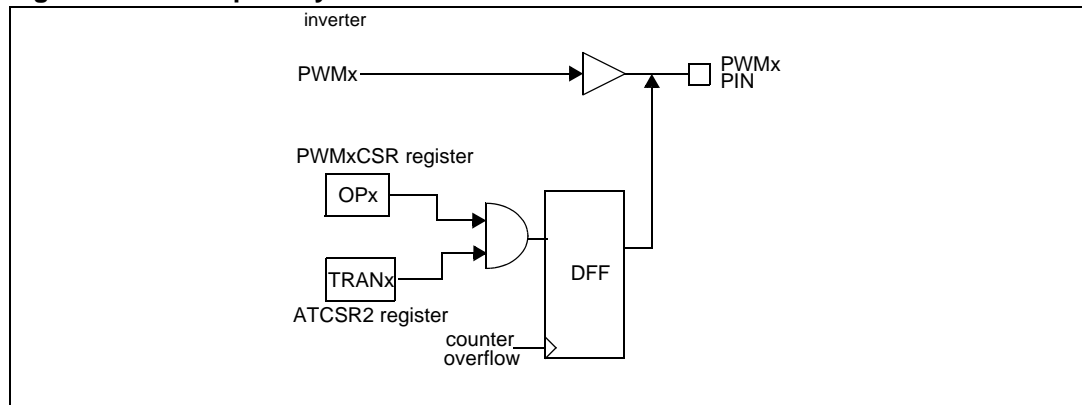 inverter
PWMx
PWMx
PIN
PWMxCSR register
OPx
TRANx
DFF
ATCSR2 register
counter
overflow